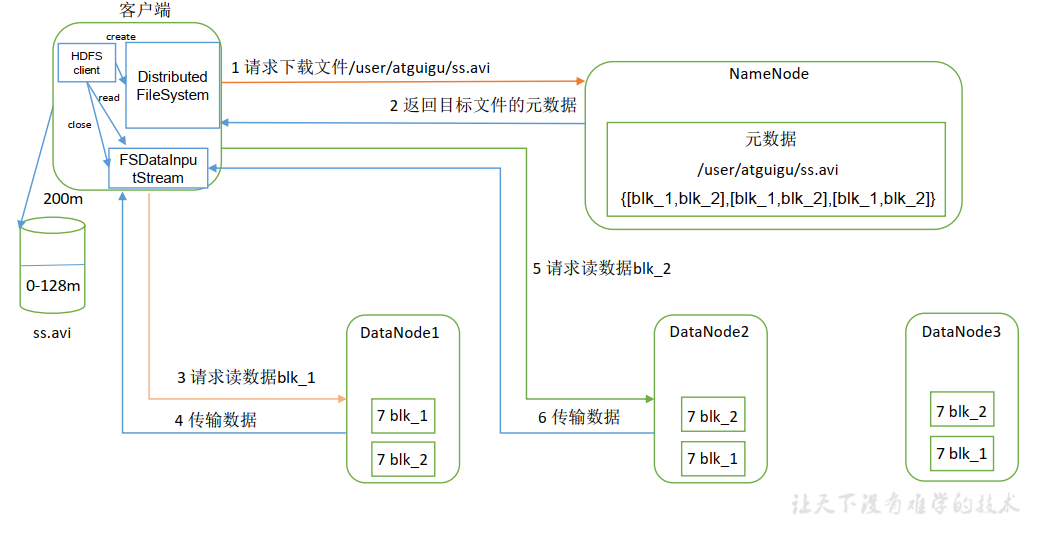 客户端
create
HDFS
client
Distributed
FileSystem
read
close
FSDataInpu
tStream
1 请求下载文件/user/atguigu/ss.avi
2 返回目标文件的元数据
NameNode
元数据
/user/atguigu/ss.avi
{[blk_1,blk_2],[blk_1,blk_2],[blk_1,blk_2]}
200m
0-128m
ss.avi
5 请求读数据blk_2
3 请求读数据blk_1
4 传输数据
6 传输数据
DataNode1
7 blk_1
7 blk_2
DataNode2
7 blk_2
7 blk_1
DataNode3
7 blk_2
7 blk_1
让天下没有难学的技术